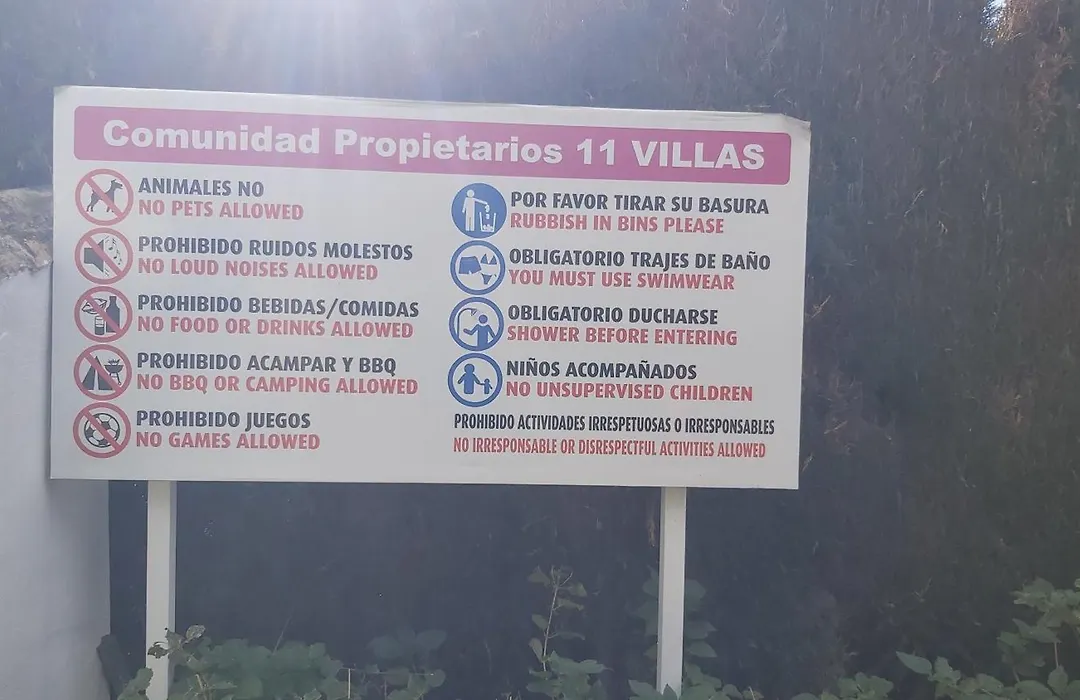 Comunidad Propietarios 11 VILLAS
ANIMALES NO
NO PETS ALLOWED
PROHIBIDO RUIDOS MOLESTOS
NO LOUD NOISES ALLOWED
PROHIBIDO BEBIDAS/COMIDAS
NO FOOD OR DRINKS ALLOWED
PROHIBIDO ACAMPAR Y BBQ
NO BBQ OR CAMPING ALLOWED
PROHIBIDO JUEGOS
NO GAMES ALLOWED
POR FAVOR TIRAR SU BASURA
RUBBISH IN BINS PLEASE
OBLIGATORIO TRAJES DE BAÑO
YOU MUST USE SWIMWEAR
OBLIGATORIO DUCHARSE
SHOWER BEFORE ENTERING
NIÑOS ACOMPAÑADOS
NO UNSUPERVISED CHILDREN
PROHIBIDO ACTIVIDADES IRRESPETUOSAS O IRRESPONSABLES
NO IRRESPONSIBLE OR DISRESPECTFUL ACTIVITIES ALLOWED